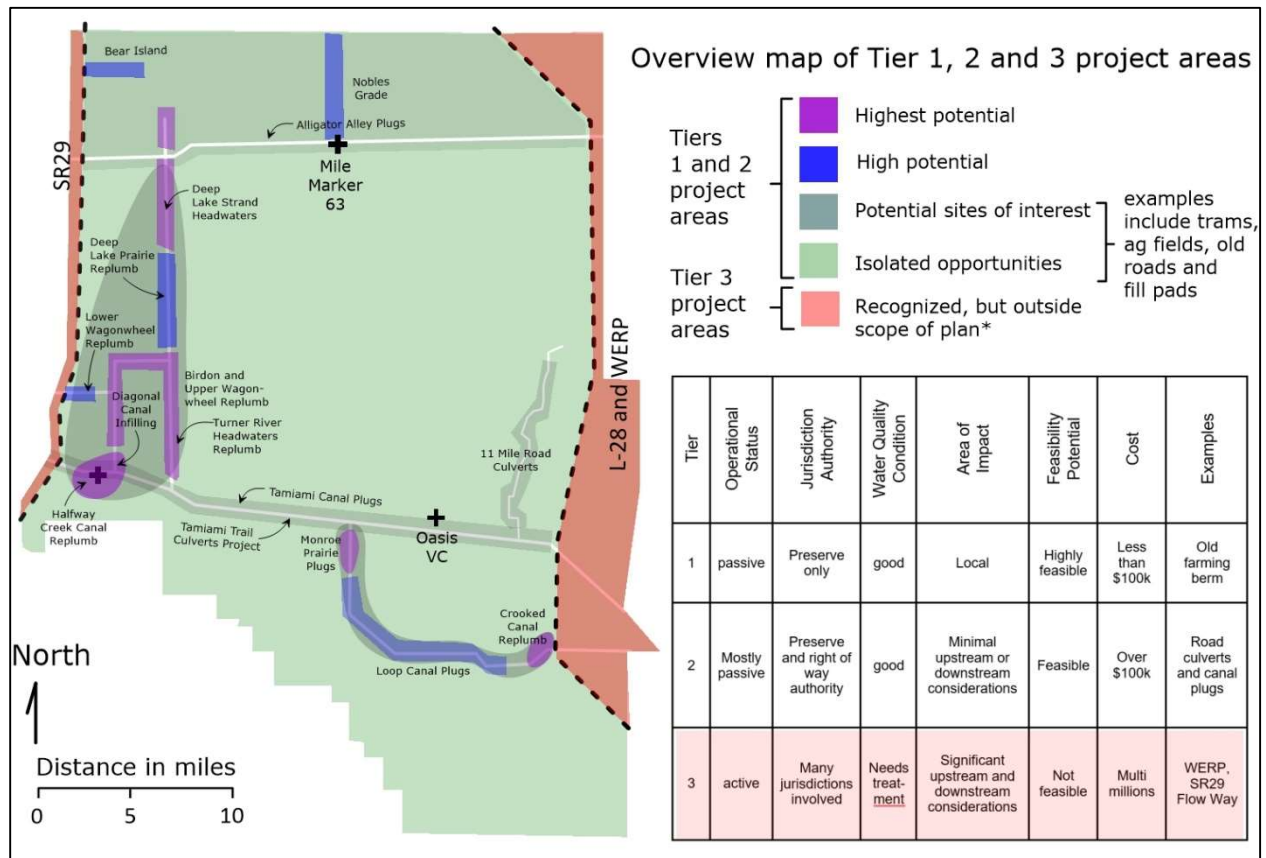 Overview map of Tier 1, 2 and 3 project areas
Bear Island
Nobles
Grade
Alligator Alley Plugs
SR29
Mile
Marker
63
Deep
Lake Strand
Headwaters
Deep
Lake Prairie
Replumb
Lower
Wagonwheel
Replumb
Diagonal
Canal
Infilling
Birdon and
Upper Wagon-
wheel Replumb
Turner River
Headwaters
Replumb
11 Mile Road
Culverts
L-28 and WERP
Halfway
Creek Canal
Replumb
Tamiami Canal Plugs
Tamiami Trail
Culverts Project
Monroe
Prairie
Plugs
Oasis
VC
Crooked
Canal
Replumb
Loop Canal Plugs
North
Distance in miles
0 5 10
Tiers
1 and 2
project
areas
Highest potential
High potential
Potential sites of interest
Isolated opportunities
examples
include trams,
ag fields, old
roads and
fill pads
Tier 3
project
areas
Recognized, but outside
scope of plan*
Tier
Operational
Status
Jurisdiction
Authority
Water Quality
Condition
Area of
Impact
Feasibility
Potential
Cost
Examples
1
passive
Preserve
only
good
Local
Highly
feasible
Less
than
$100k
Old
farming
berm
2
Mostly
passive
Preserve
and right of
way
authority
good
Minimal
upstream or
downstream
considerations
Feasible
Over
$100k
Road
culverts
and canal
plugs
3
active
Many
jurisdictions
involved
Needs
treat-
ment
Significant
upstream and
downstream
considerations
Not
feasible
Multi
millions
WERP,
SR29
Flow Way